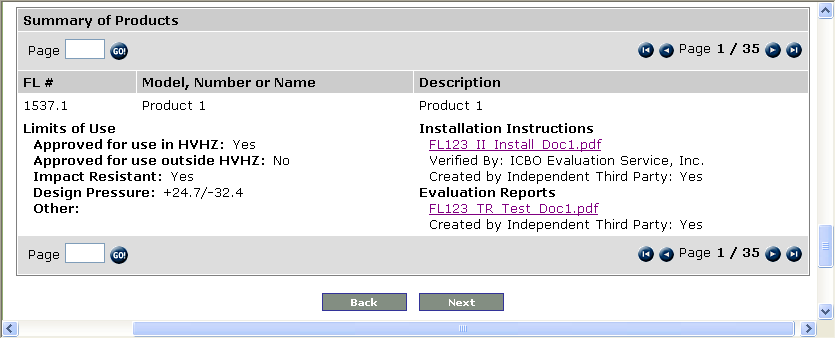 Summary of Products
Page GO! Page 1 / 35
FL # Model, Number or Name Description
1537.1 Product 1 Product 1
Limits of Use
Approved for use in HVHZ: Yes
Approved for use outside HVHZ: No
Impact Resistant: Yes
Design Pressure: +24.7/-32.4
Other:
Installation Instructions
FL123_II_Install_Doc1.pdf
Verified By: ICBO Evaluation Service, Inc.
Created by Independent Third Party: Yes
Evaluation Reports
FL123_TR_Test_Doc1.pdf
Created by Independent Third Party: Yes
Page GO! Page 1 / 35
Back Next